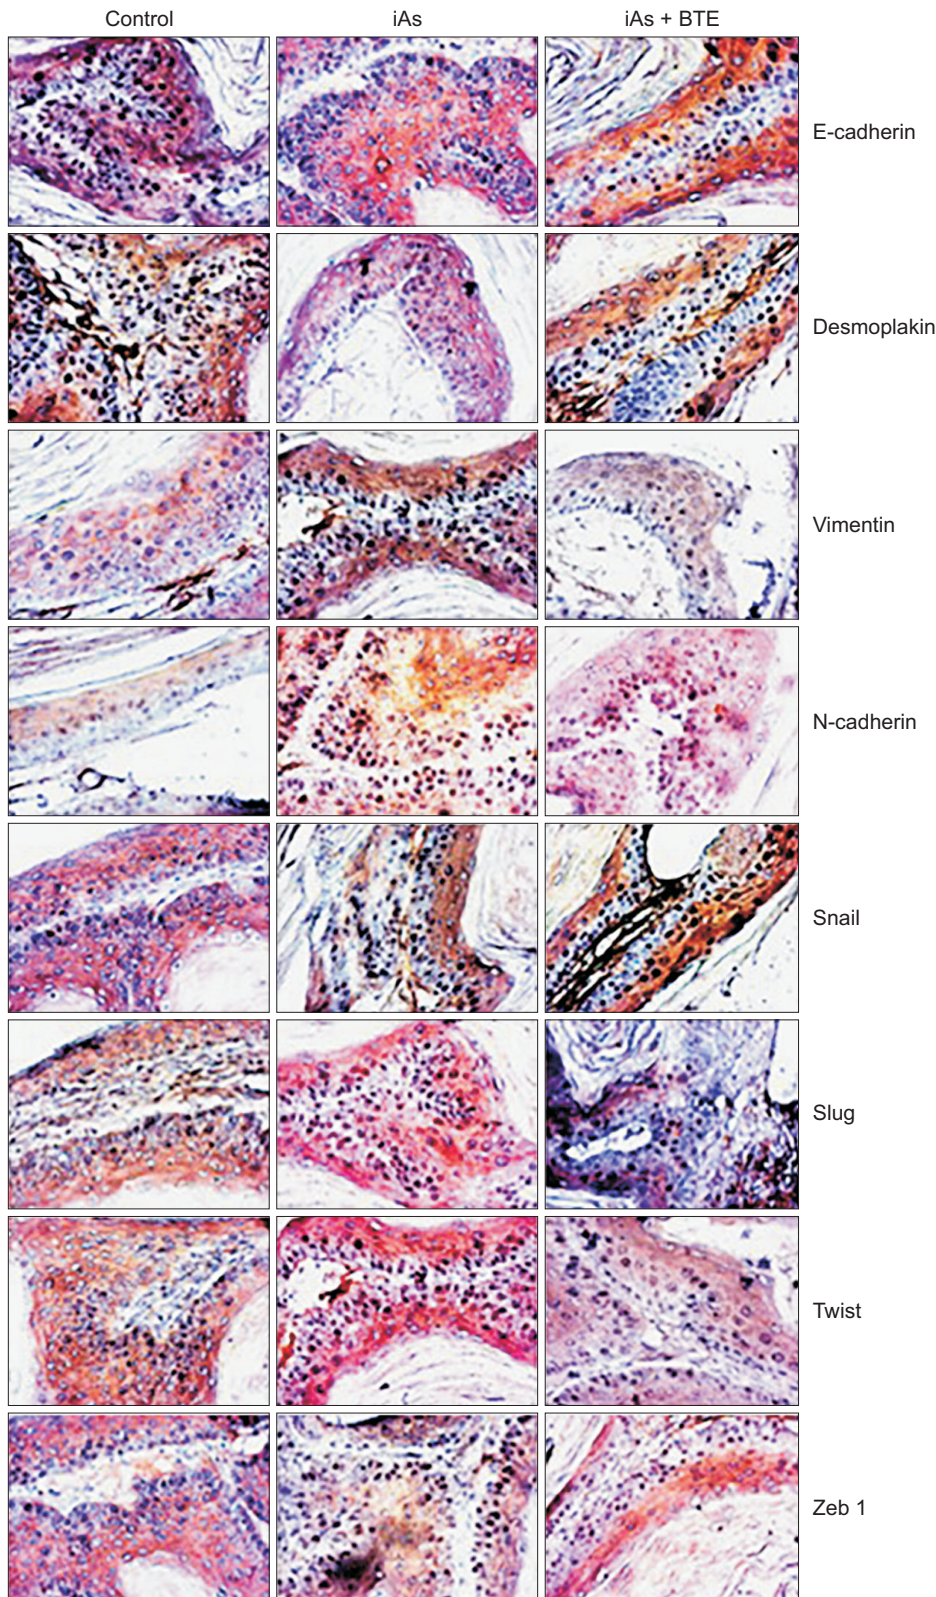 Control iAs iAs + BTE
E-cadherin
Desmoplakin
Vimentin
N-cadherin
Snail
Slug
Twist
Zeb 1